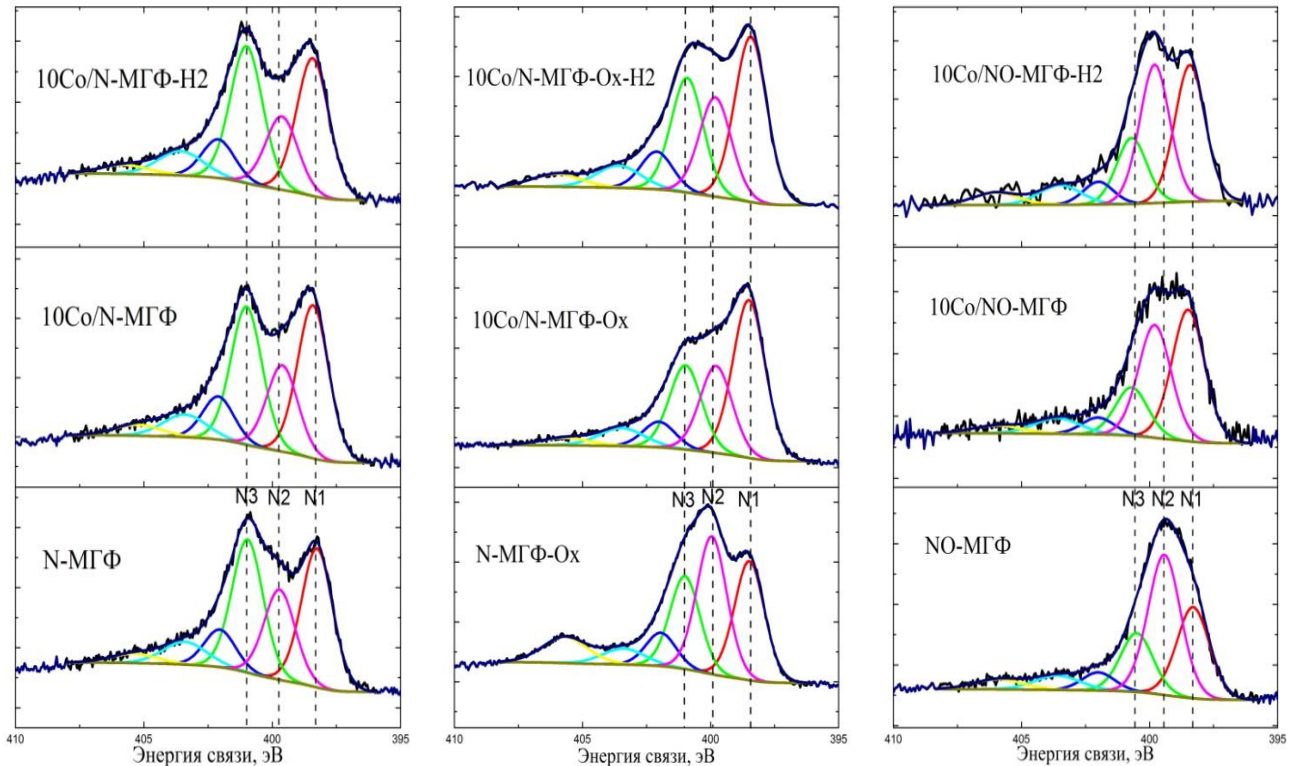 10Co/N-МГФ-H2
10Co/N-МГФ-Ox-H2
10Co/NO-МГФ-H2
10Co/N-МГФ
10Co/N-МГФ-Ox
10Co/NO-МГФ
N3 N2 N1
N3 N2 N1
N3 N2 N1
N-МГФ
N-МГФ-Ox
NO-МГФ
410 405 400 395
410 405 400 395
410 405 400 395
Энергия связи, эВ
Энергия связи, эВ
Энергия связи, эВ